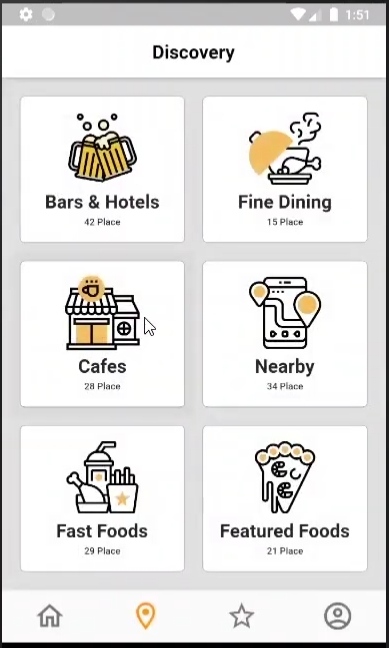 1:51
Discovery
Bars & Hotels
42 Place
Fine Dining
15 Place
Cafes
28 Place
Nearby
34 Place
Fast Foods
29 Place
Featured Foods
21 Place